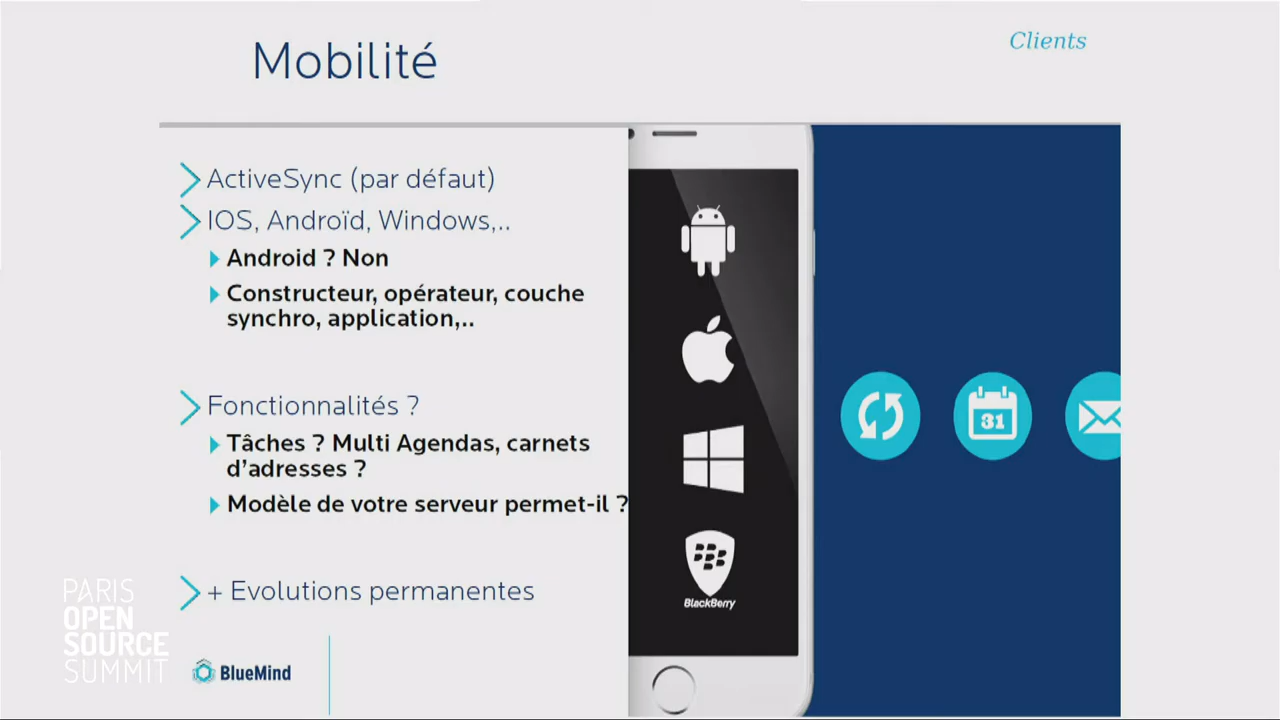 Mobilité
Clients
ActiveSync (par défaut)
IOS, Androïd, Windows,..
Android ? Non
Constructeur, opérateur, couche
synchro, application,..
Fonctionnalités ?
Tâches ? Multi Agendas, carnets
d'adresses ?
Modèle de votre serveur permet-il ?
+ Evolutions permanentes
31
BlackBerry
PARIS
OPEN
SOURCE
SUMMIT
BlueMind